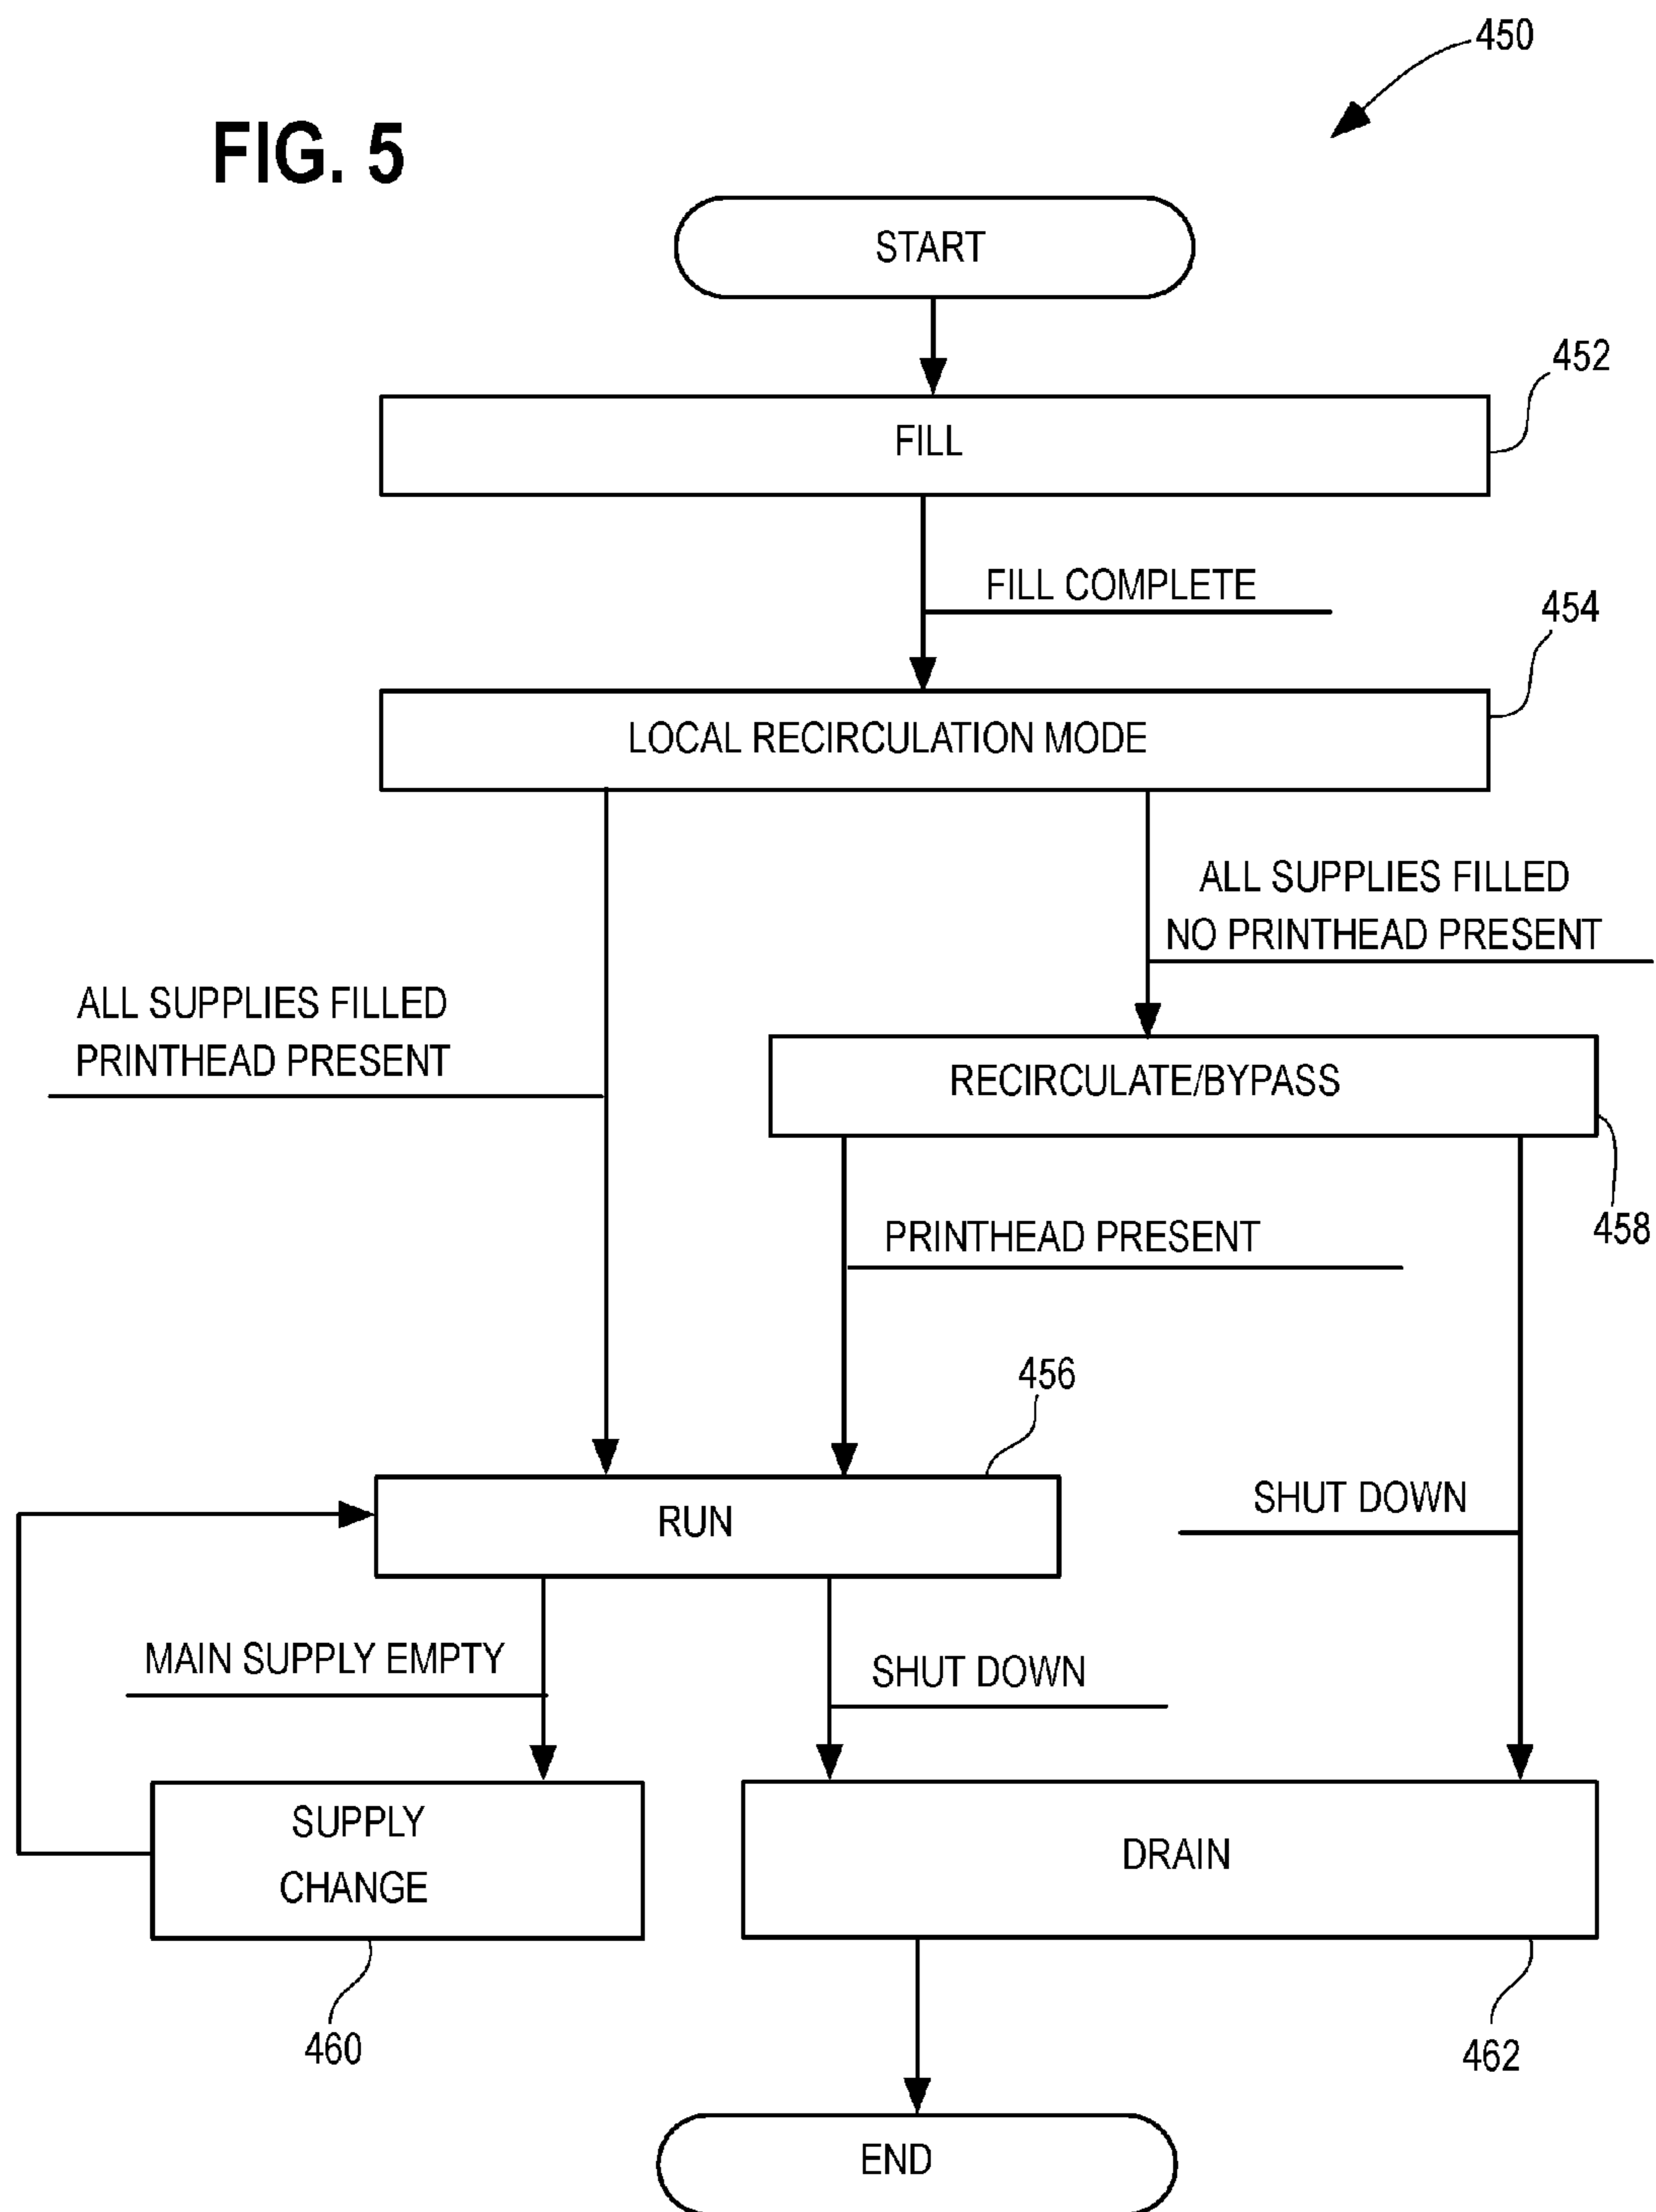 450
FIG. 5
START
452
FILL
FILL COMPLETE
454
LOCAL RECIRCULATION MODE
ALL SUPPLIES FILLED
NO PRINTHEAD PRESENT
ALL SUPPLIES FILLED
PRINTHEAD PRESENT
RECIRCULATE/BYPASS
458
PRINTHEAD PRESENT
456
RUN
SHUT DOWN
MAIN SUPPLY EMPTY
SHUT DOWN
SUPPLY
CHANGE
DRAIN
460
462
END